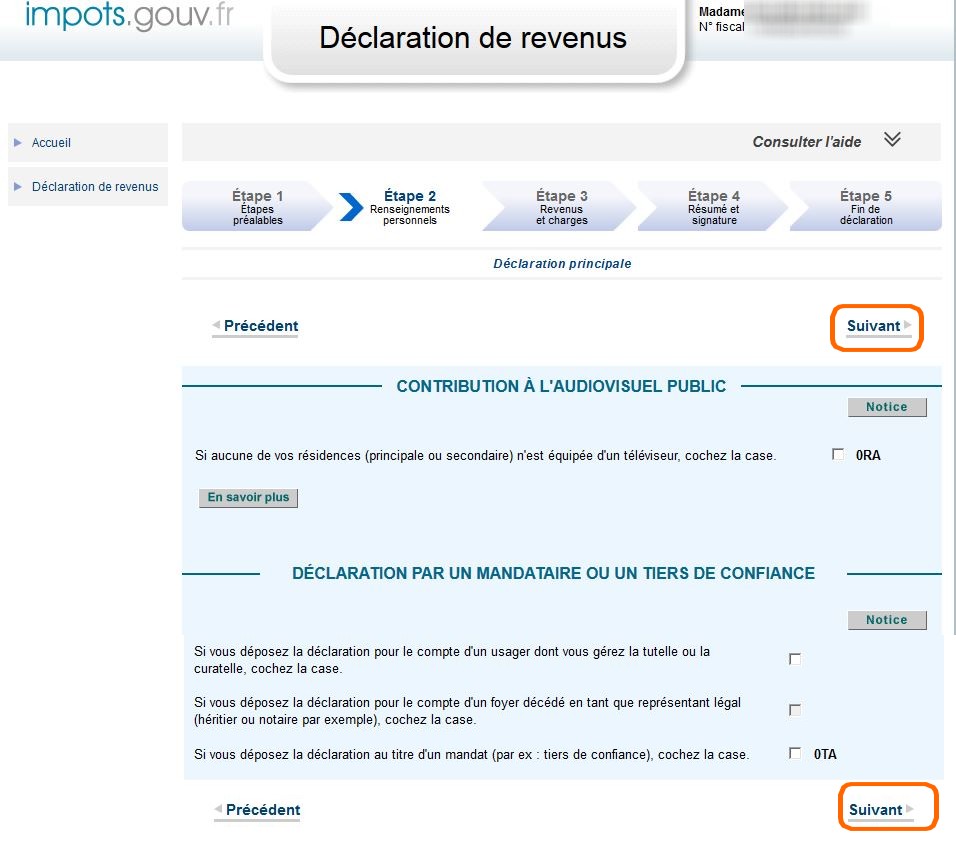 impots.gouv.fr
Déclaration de revenus
Madame
N° fiscal
Accueil
Déclaration de revenus
Consulter l'aide
Étape 1
Étapes
préalables
Étape 2
Renseignements
personnels
Étape 3
Revenus
et charges
Étape 4
Résumé et
signature
Étape 5
Fin de
déclaration
Déclaration principale
Précédent
Suivant
CONTRIBUTION À L'AUDIOVISUEL PUBLIC
Notice
Si aucune de vos résidences (principale ou secondaire) n'est équipée d'un téléviseur, cochez la case.
0RA
En savoir plus
DÉCLARATION PAR UN MANDATAIRE OU UN TIERS DE CONFIANCE
Notice
Si vous déposez la déclaration pour le compte d'un usager dont vous gérez la tutelle ou la
curatelle, cochez la case.
Si vous déposez la déclaration pour le compte d'un foyer décédé en tant que représentant légal
(héritier ou notaire par exemple), cochez la case.
Si vous déposez la déclaration au titre d'un mandat (par ex : tiers de confiance), cochez la case.
0TA
Précédent
Suivant